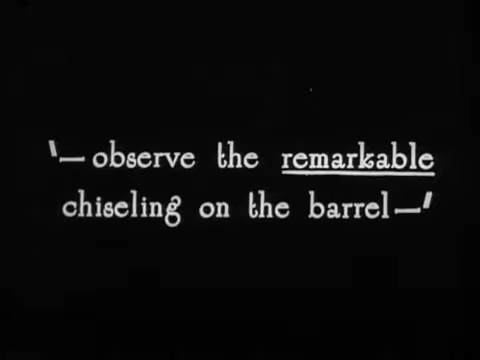 "—observe the remarkable
chiseling on the barrel—"